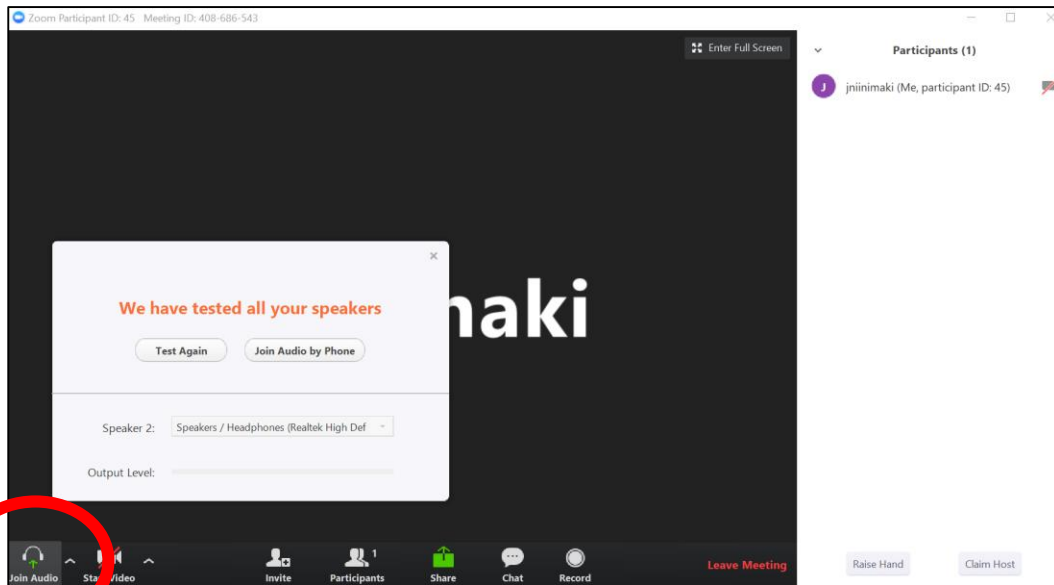 Zoom Participant ID: 45 Meeting ID: 408-686-543
Enter Full Screen
Participants (1)
J
jniinimaki (Me, participant ID: 45)
We have tested all your speakers
Test Again
Join Audio by Phone
naki
Speaker 2:
Speakers / Headphones (Realtek High Def
Output Level:
Join Audio
Video
Invite
1
Participants
Share
Chat
Record
Leave Meeting
Raise Hand
Claim Host